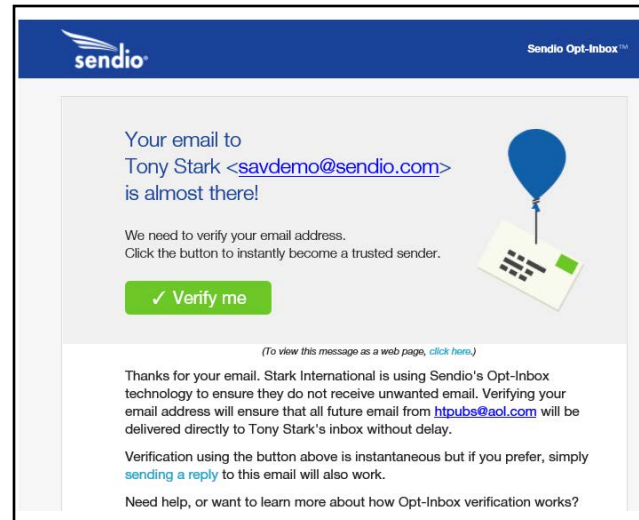 sendio®
Sendio Opt-Inbox™
Your email to
Tony Stark <savdemo@sendio.com>
is almost there!
We need to verify your email address.
Click the button to instantly become a trusted sender.
✓ Verify me
(To view this message as a web page, click here.)
Thanks for your email. Stark International is using Sendio's Opt-Inbox
technology to ensure they do not receive unwanted email. Verifying your
email address will ensure that all future email from htpubs@aol.com will be
delivered directly to Tony Stark's inbox without delay.
Verification using the button above is instantaneous but if you prefer, simply
sending a reply to this email will also work.
Need help, or want to learn more about how Opt-Inbox verification works?